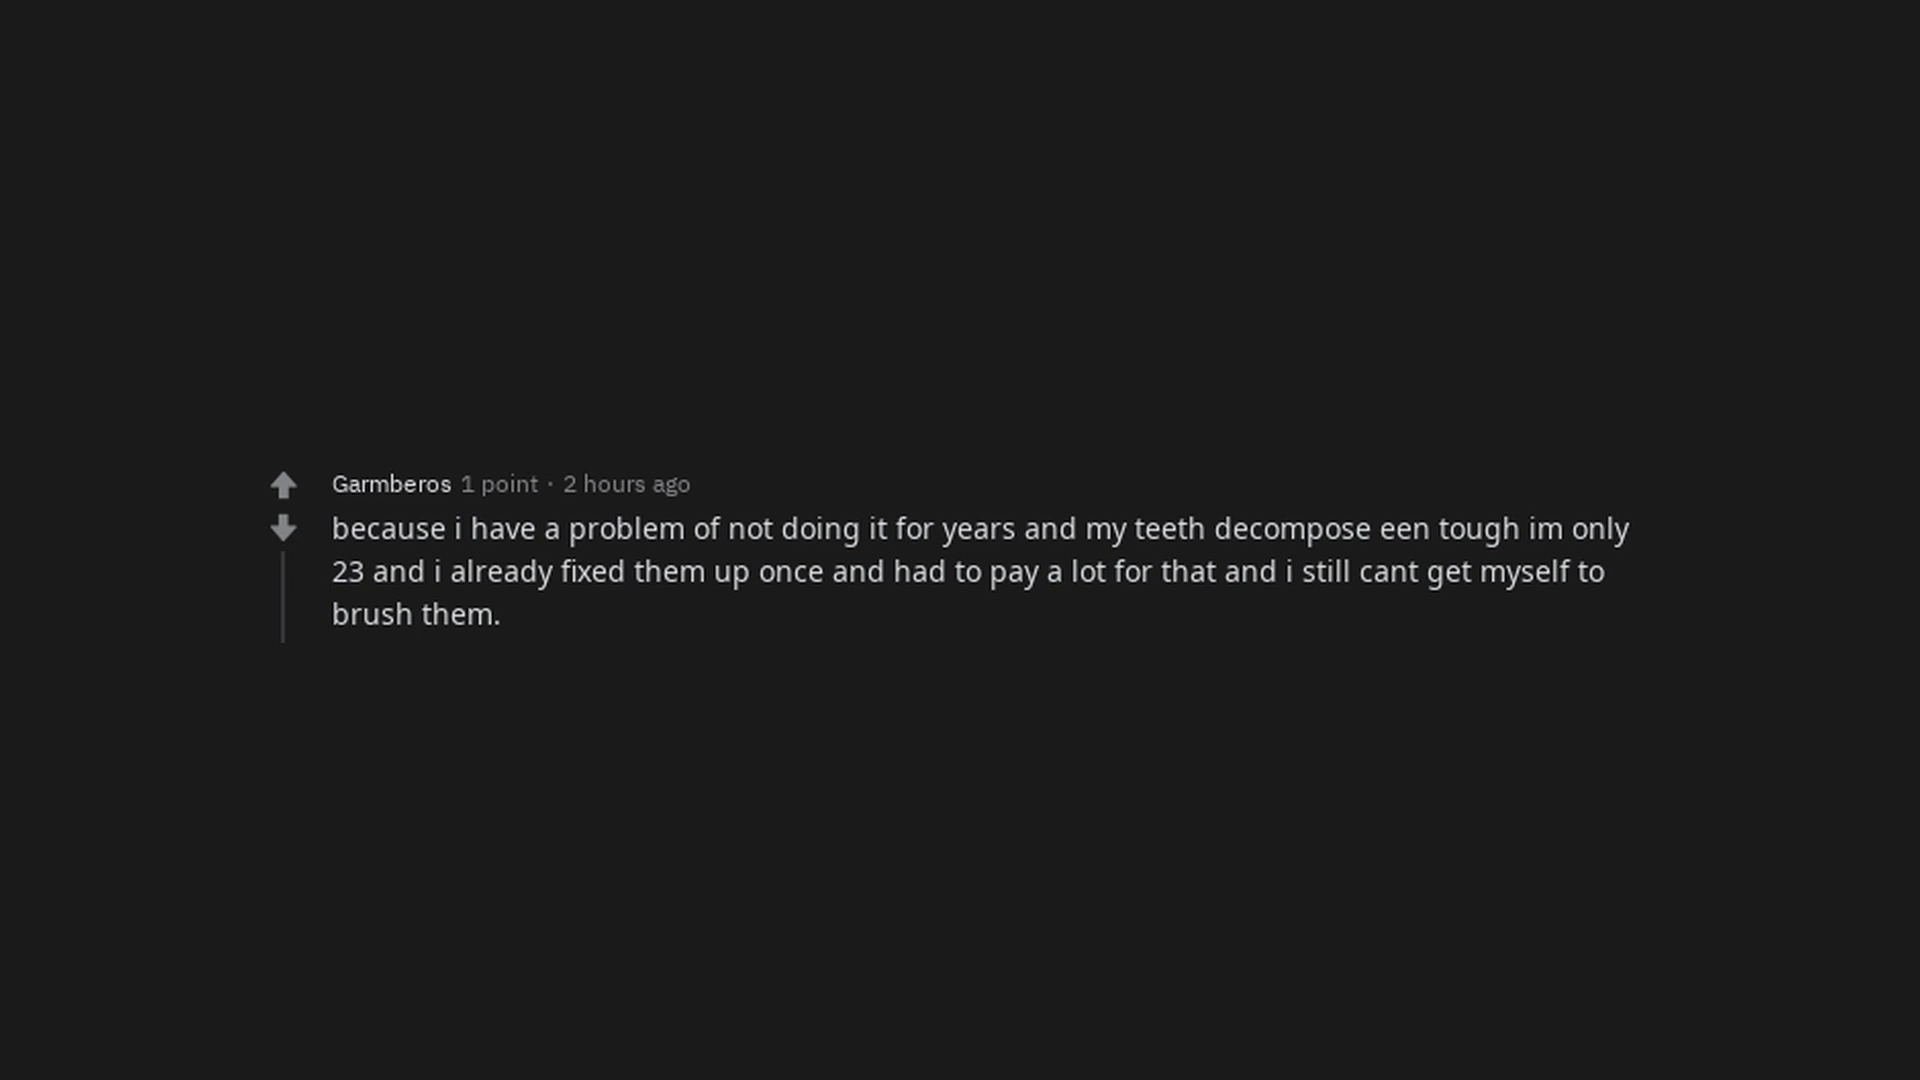 Garmberos 1 point · 2 hours ago
because i have a problem of not doing it for years and my teeth decompose een tough im only
23 and i already fixed them up once and had to pay a lot for that and i still cant get myself to
brush them.